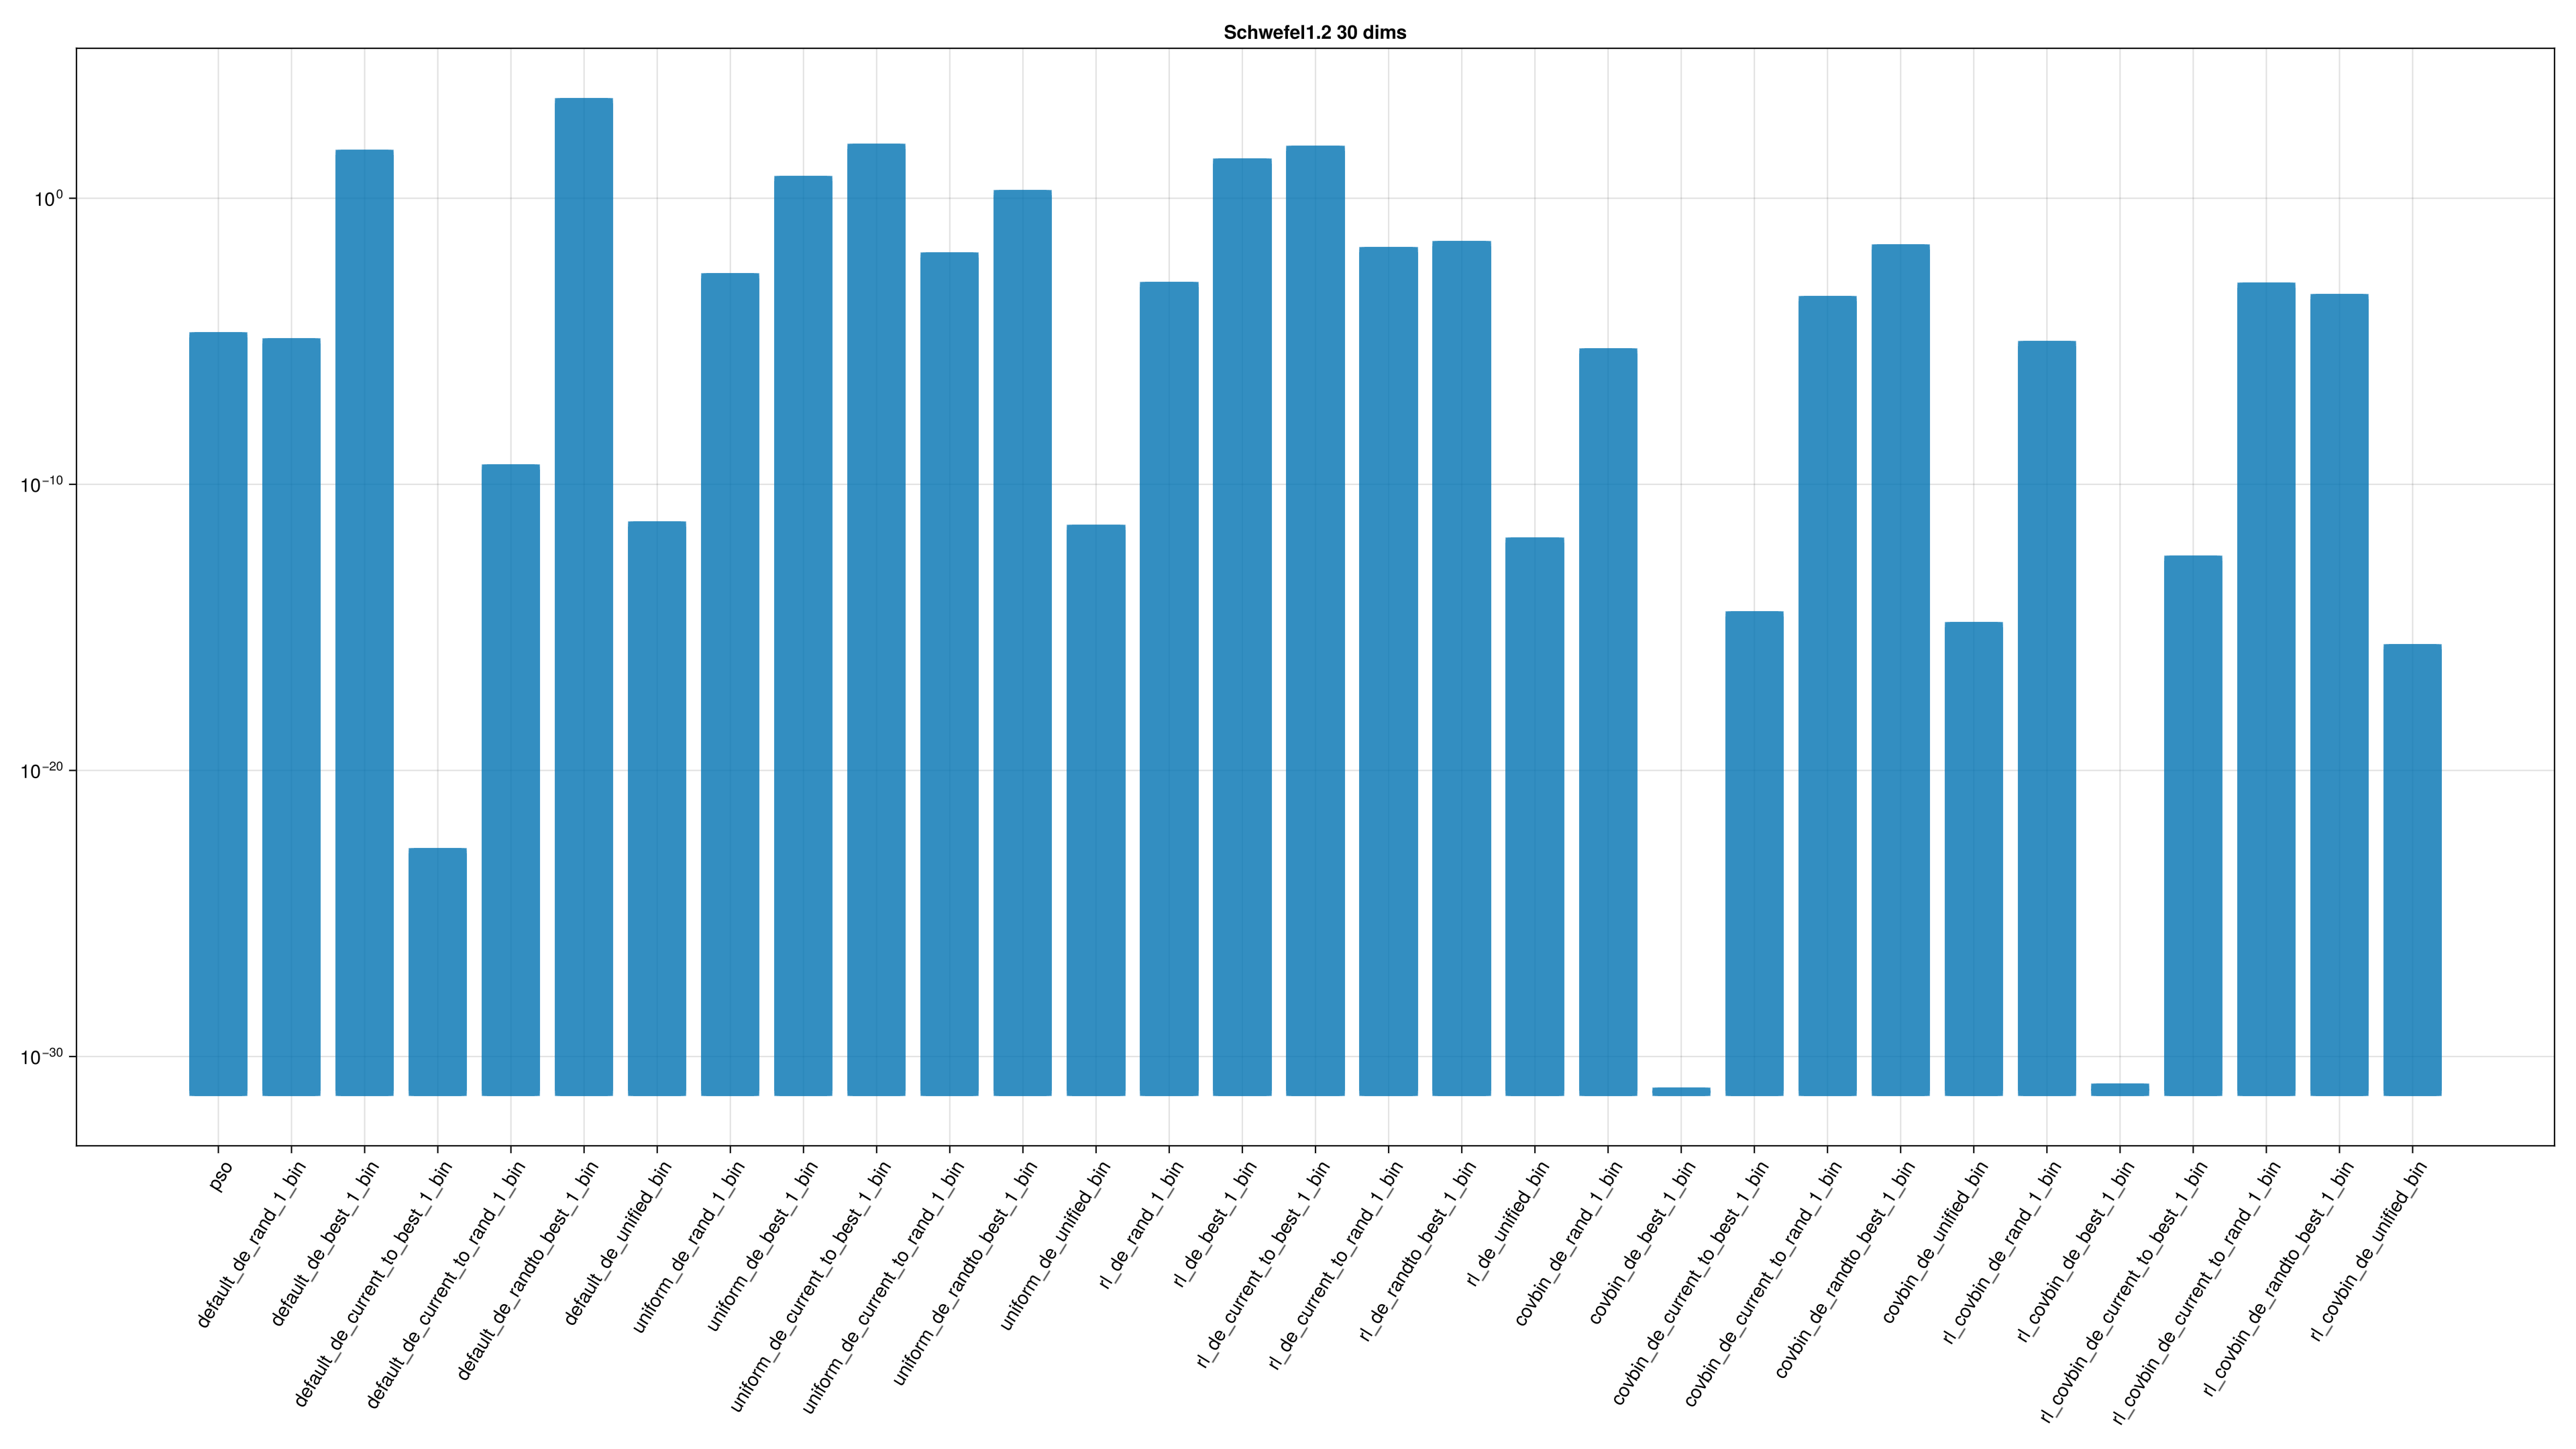 Schwefel1.2 30 dims
10⁰
10⁻¹⁰
10⁻²⁰
10⁻³⁰
pso
default_de_rand_1_bin
default_de_best_1_bin
default_de_current_to_best_1_bin
default_de_current_to_rand_1_bin
default_de_randto_best_1_bin
default_de_unified_bin
uniform_de_rand_1_bin
uniform_de_best_1_bin
uniform_de_current_to_best_1_bin
uniform_de_current_to_rand_1_bin
uniform_de_randto_best_1_bin
uniform_de_unified_bin
rl_de_rand_1_bin
rl_de_best_1_bin
rl_de_current_to_best_1_bin
rl_de_current_to_rand_1_bin
rl_de_randto_best_1_bin
rl_de_unified_bin
covbin_de_rand_1_bin
covbin_de_best_1_bin
covbin_de_current_to_best_1_bin
covbin_de_current_to_rand_1_bin
covbin_de_randto_best_1_bin
covbin_de_unified_bin
rl_covbin_de_rand_1_bin
rl_covbin_de_best_1_bin
rl_covbin_de_current_to_best_1_bin
rl_covbin_de_current_to_rand_1_bin
rl_covbin_de_randto_best_1_bin
rl_covbin_de_unified_bin